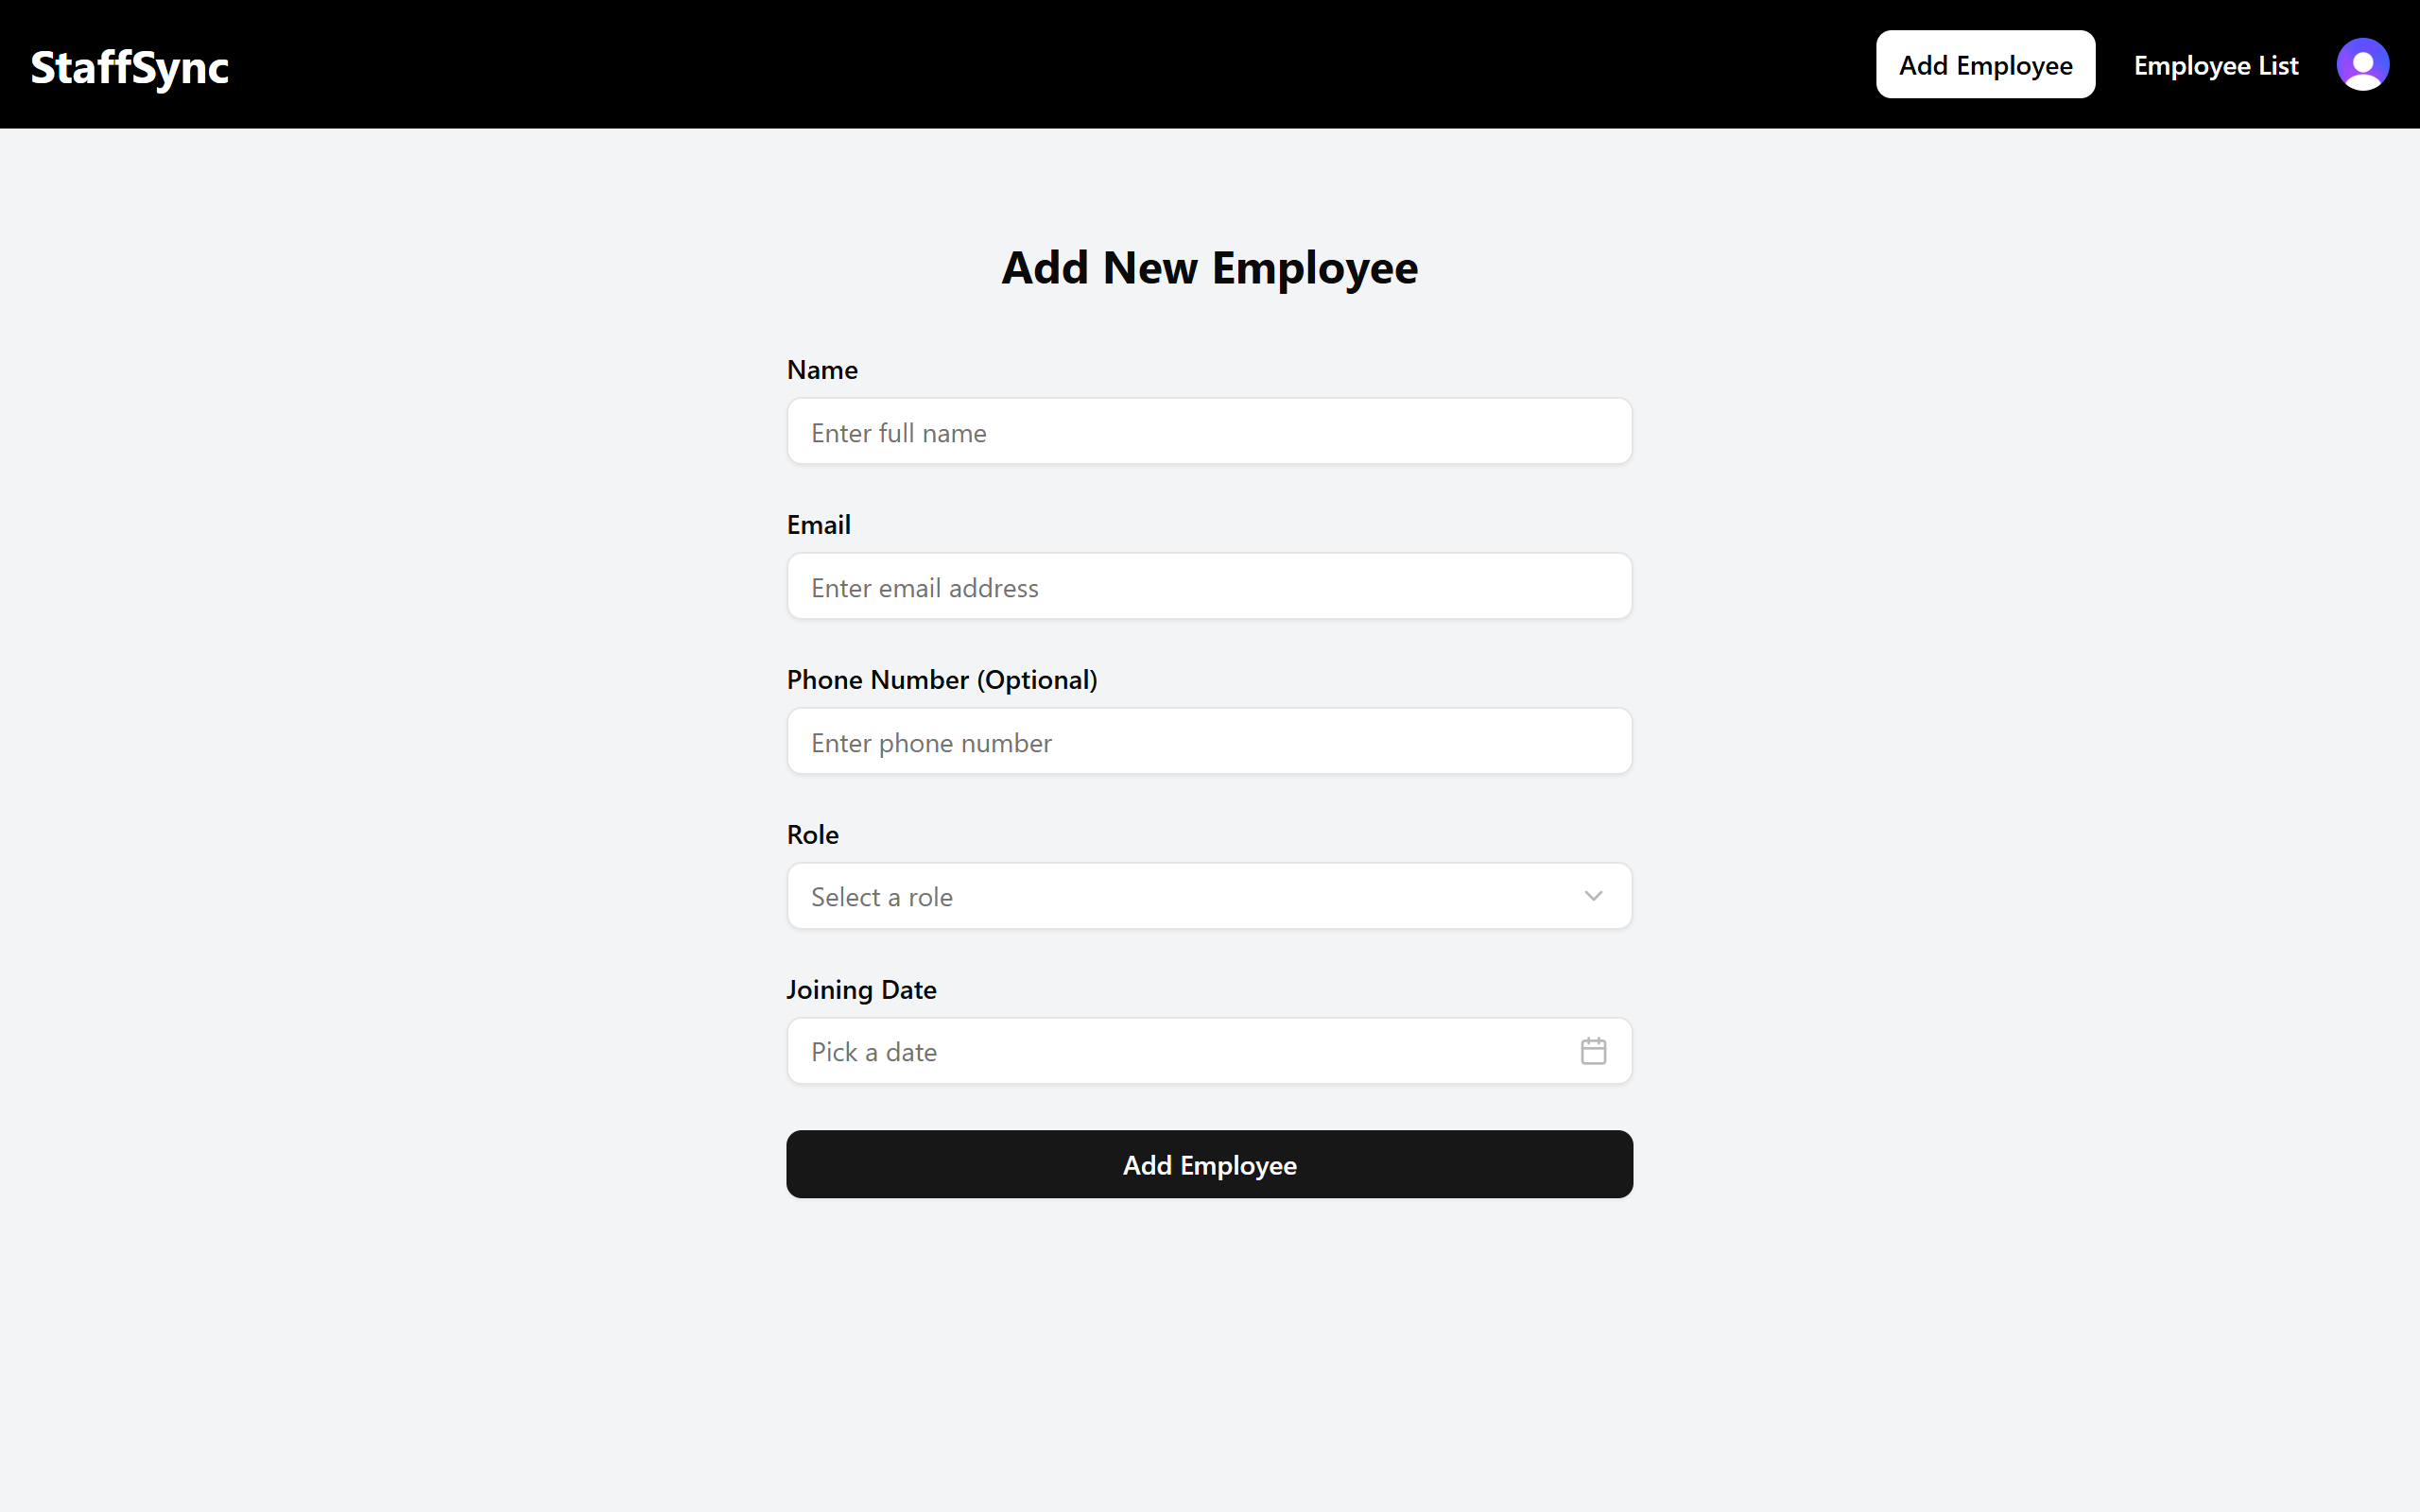 StaffSync
Add Employee
Employee List
Add New Employee
Name
Enter full name
Email
Enter email address
Phone Number (Optional)
Enter phone number
Role
Select a role
Joining Date
Pick a date
Add Employee